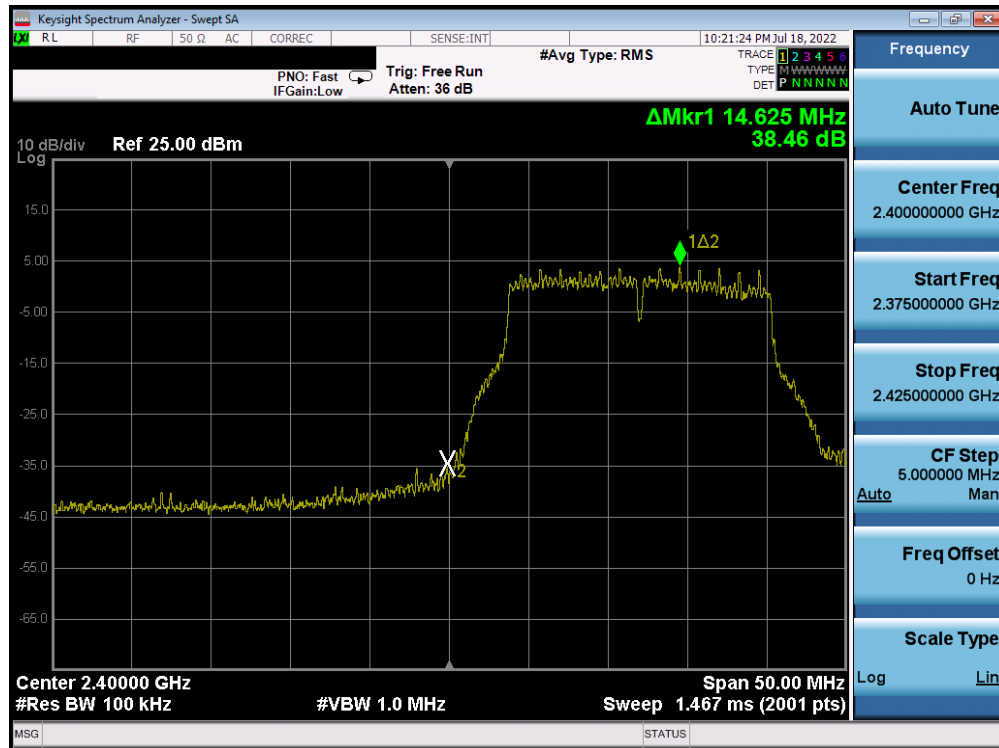 Keysight Spectrum Analyzer - Swept SA
LXI RL RF 50 Ω AC CORREC SENSE:INT 10:21:24 PM Jul 18, 2022
#Avg Type: RMS
TRACE 1 2 3 4 5 6
TYPE M WWWWW
DET P N N N N N
PNO: Fast
IFGain:Low
Trig: Free Run
Atten: 36 dB
ΔMkr1 14.625 MHz
38.46 dB
10 dB/div Ref 25.00 dBm
Log
15.0
5.00
-5.00
-15.0
-25.0
-35.0
-45.0
-55.0
-65.0
1Δ2
X2
Center 2.40000 GHz Span 50.00 MHz
#Res BW 100 kHz #VBW 1.0 MHz Sweep 1.467 ms (2001 pts)
MSG STATUS
Frequency
Auto Tune
Center Freq
2.400000000 GHz
Start Freq
2.375000000 GHz
Stop Freq
2.425000000 GHz
CF Step
5.000000 MHz
Auto Man
Freq Offset
0 Hz
Scale Type
Log Lin